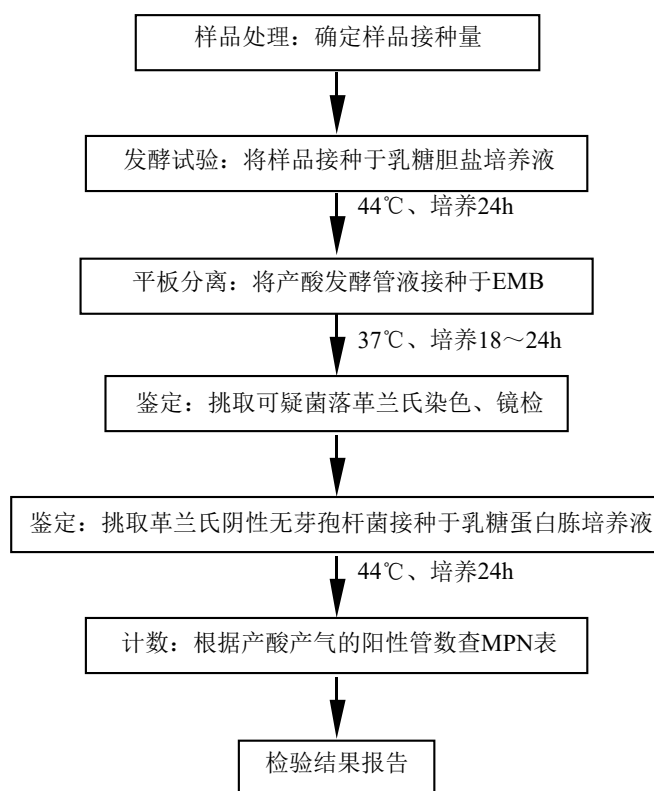 样品处理：确定样品接种量
发酵试验：将样品接种于乳糖胆盐培养液
44℃、培养24h
平板分离：将产酸发酵管液接种于EMB
37℃、培养18～24h
鉴定：挑取可疑菌落革兰氏染色、镜检
鉴定：挑取革兰氏阴性无芽孢杆菌接种于乳糖蛋白胨培养液
44℃、培养24h
计数：根据产酸产气的阳性管数查MPN表
检验结果报告